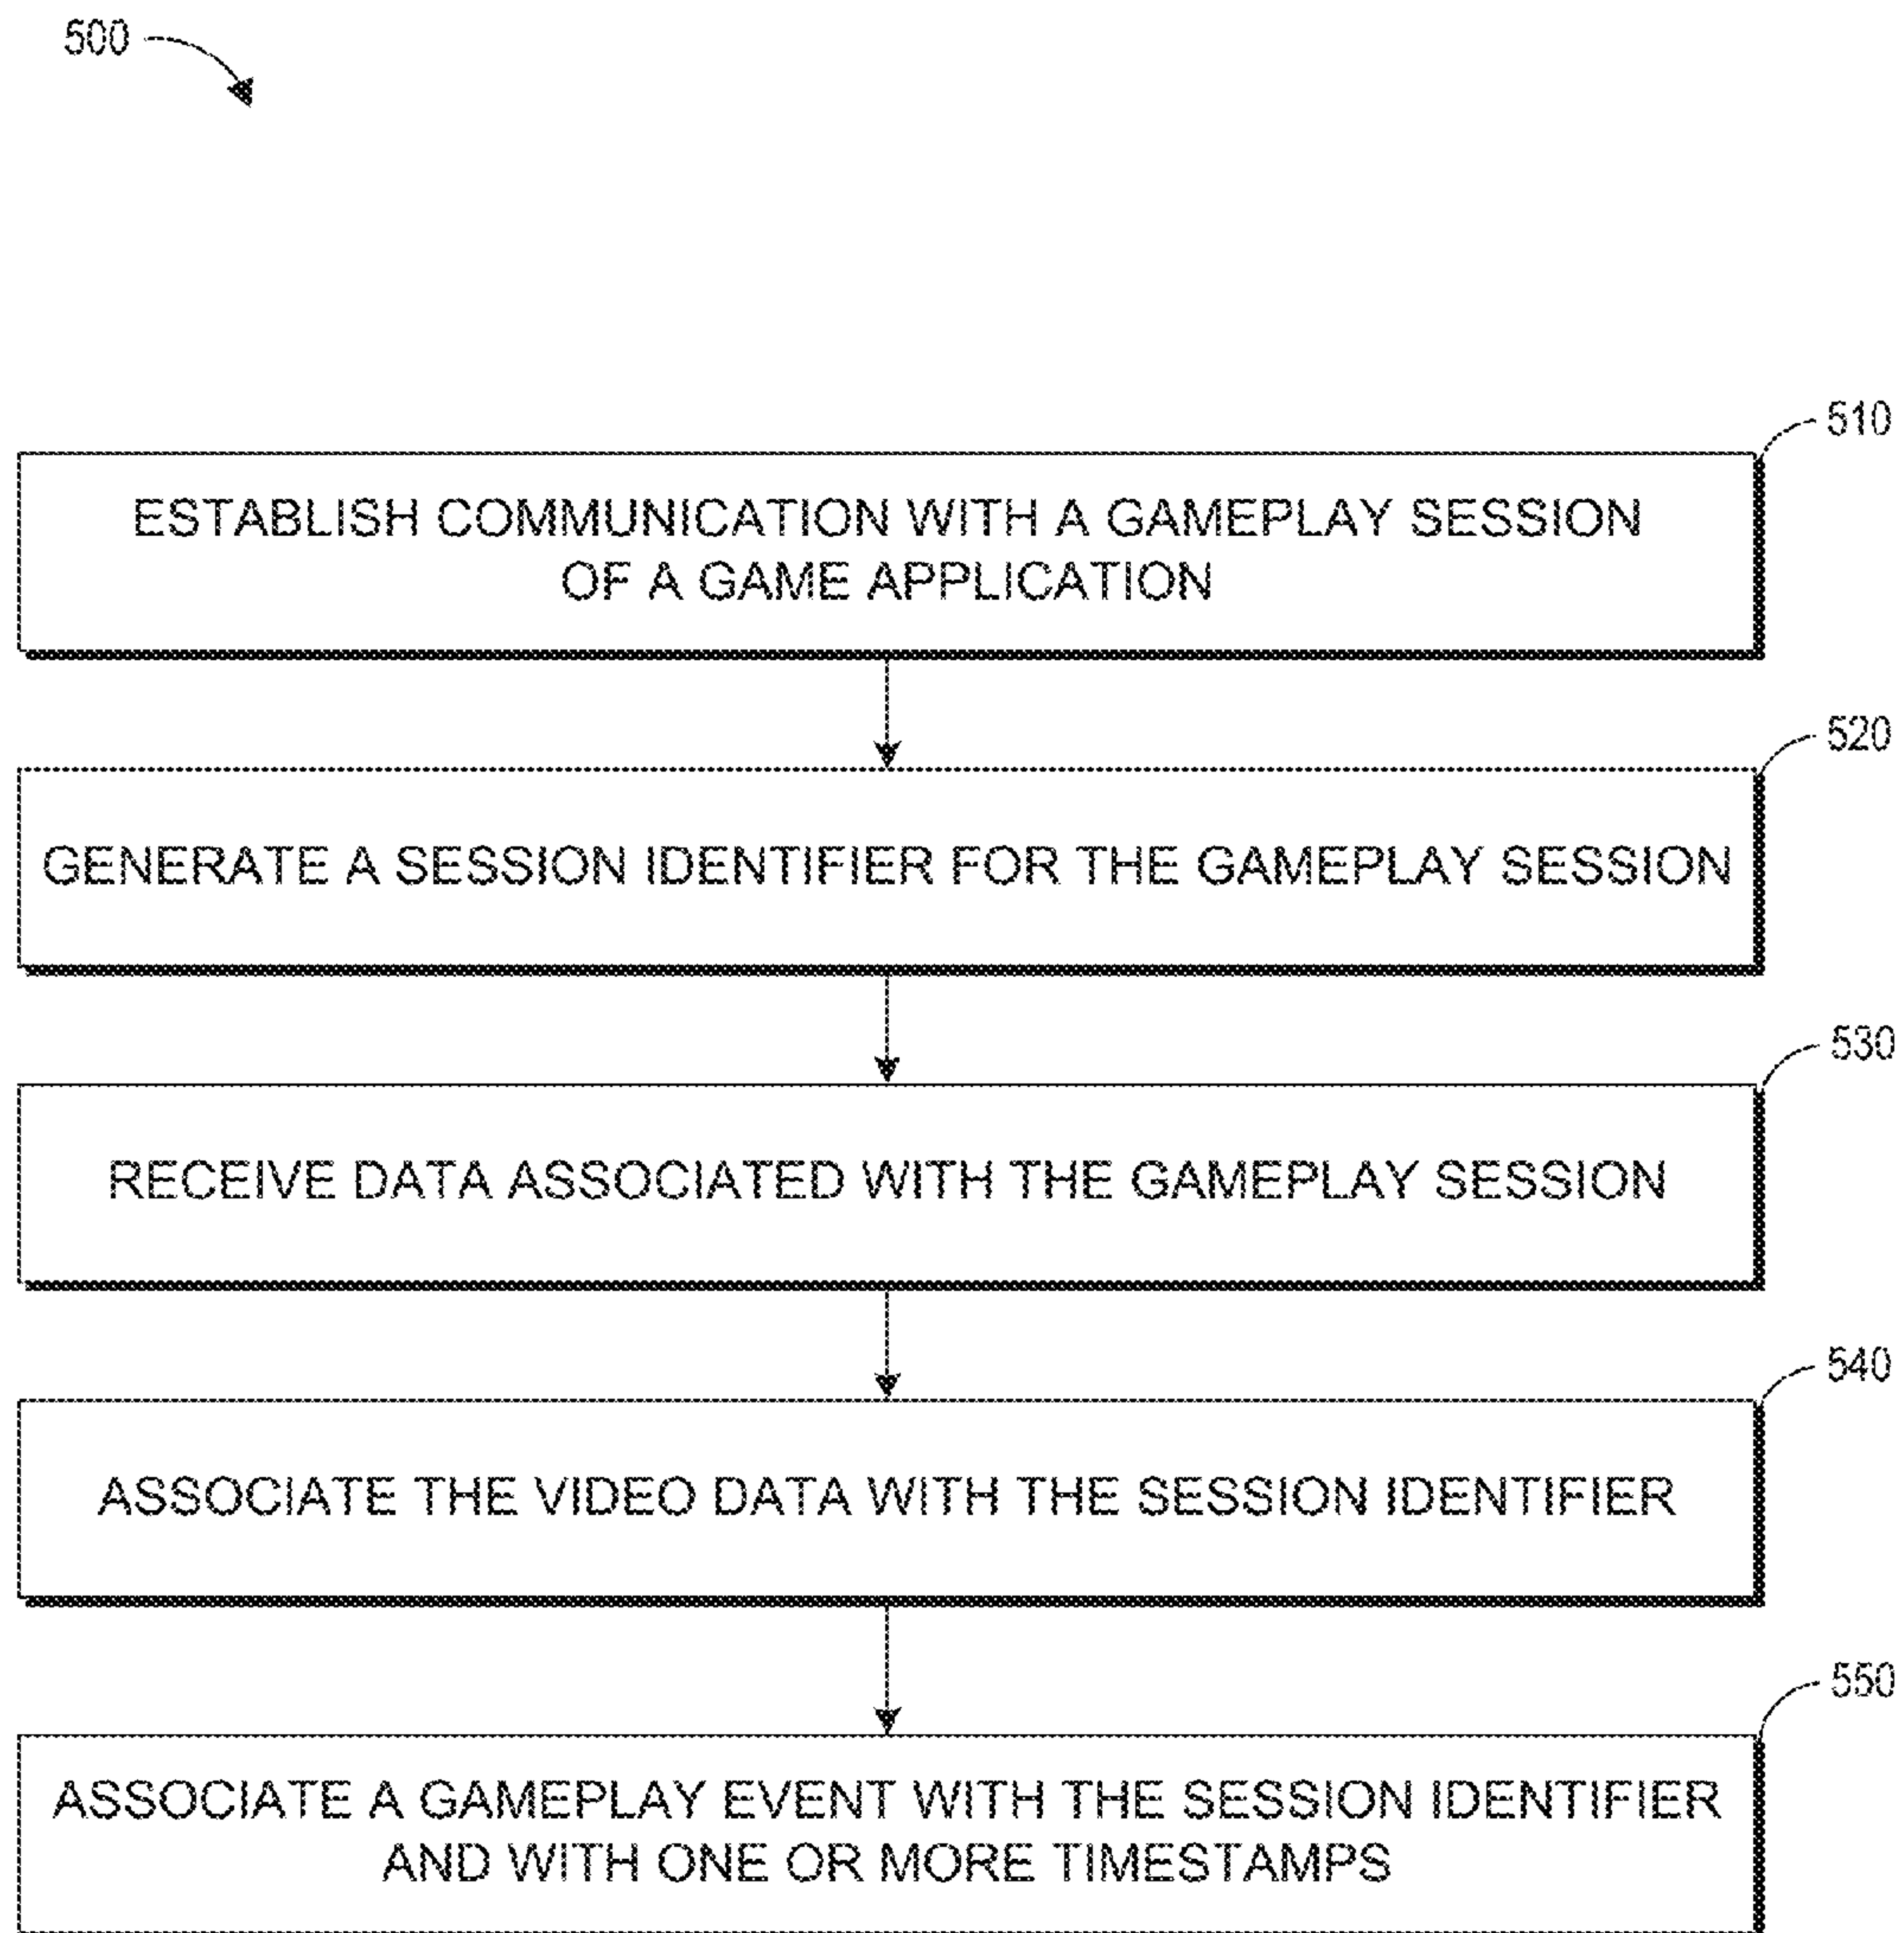 500
510
ESTABLISH COMMUNICATION WITH A GAMEPLAY SESSION
OF A GAME APPLICATION
520
GENERATE A SESSION IDENTIFIER FOR THE GAMEPLAY SESSION
530
RECEIVE DATA ASSOCIATED WITH THE GAMEPLAY SESSION
540
ASSOCIATE THE VIDEO DATA WITH THE SESSION IDENTIFIER
550
ASSOCIATE A GAMEPLAY EVENT WITH THE SESSION IDENTIFIER
AND WITH ONE OR MORE TIMESTAMPS